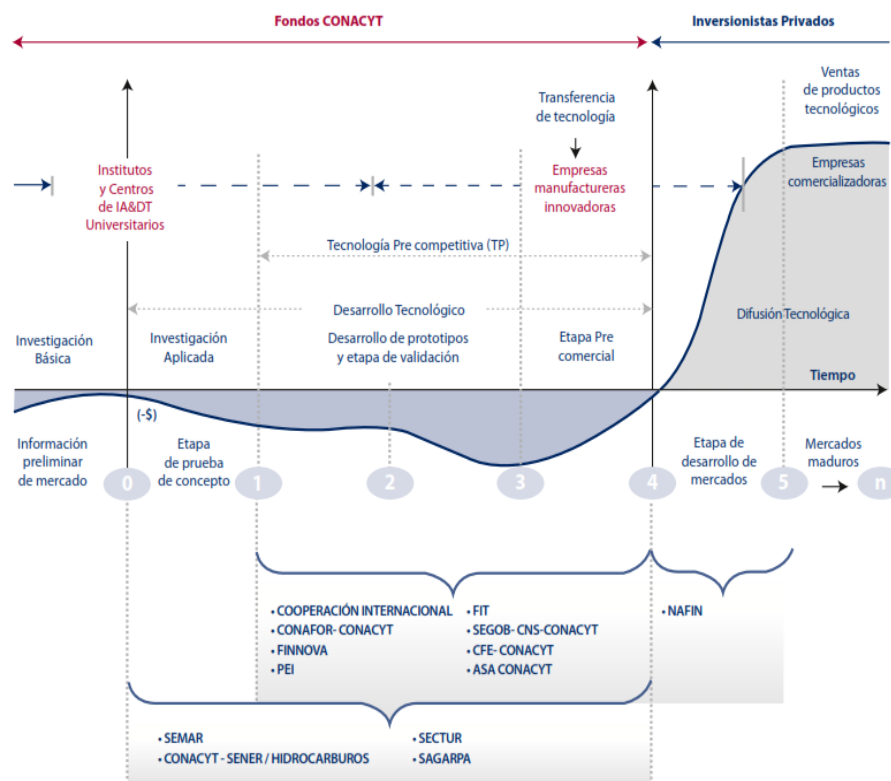 Fondos CONACYT
Inversionistas Privados
Ventas
de productos
tecnológicos
Transferencia
de tecnología
Institutos
y Centros
de IA&DT
Universitarios
Empresas
manufactureras
innovadoras
Empresas
comercializadoras
Tecnología Pre competitiva (TP)
Desarrollo Tecnológico
Difusión Tecnológica
Investigación
Básica
Investigación
Aplicada
Desarrollo de prototipos
y etapa de validación
Etapa Pre
comercial
Tiempo
(-$)
Información
preliminar
de mercado
Etapa
de prueba
de concepto
Etapa de
desarrollo de
mercados
Mercados
maduros
0 1 2 3 4 5 n
• COOPERACIÓN INTERNACIONAL
• CONAFOR- CONACYT
• FINNOVA
• PEI
• FIT
• SEGOB- CNS-CONACYT
• CFE- CONACYT
• ASA CONACYT
• NAFIN
• SEMAR
• CONACYT - SENER / HIDROCARBUROS
• SECTUR
• SAGARPA